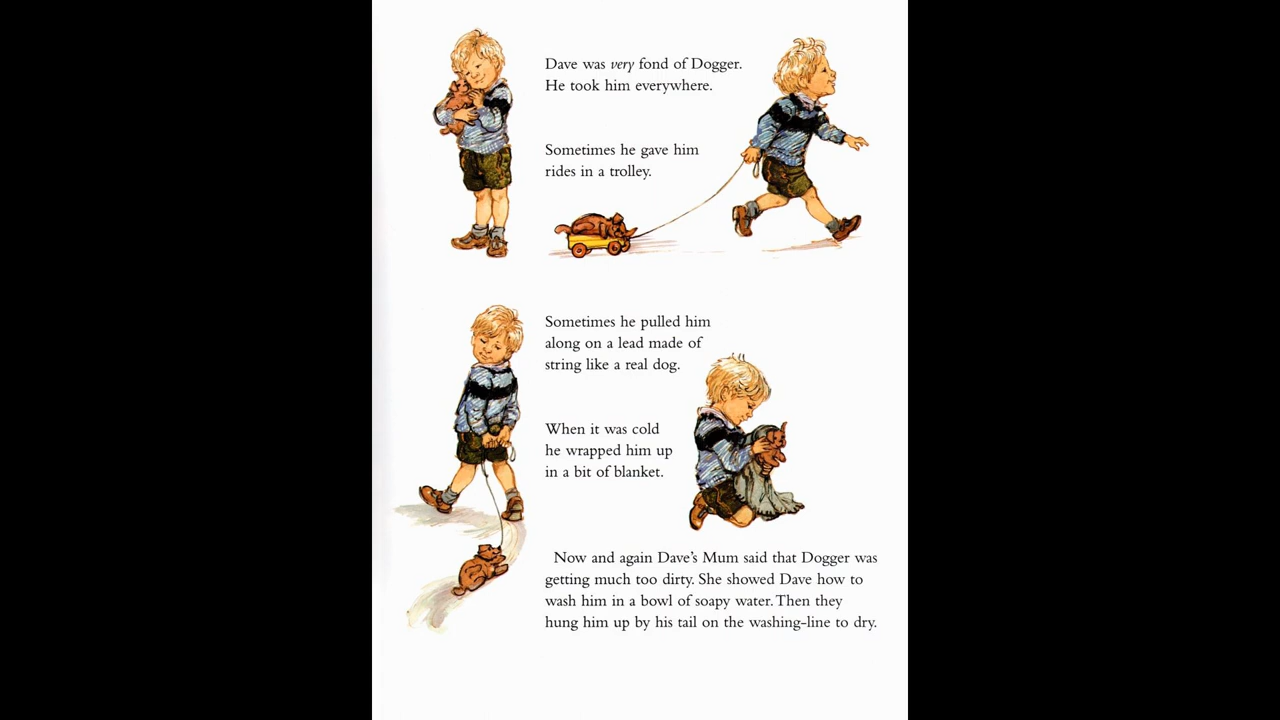 Dave was very fond of Dogger.
He took him everywhere.
Sometimes he gave him
rides in a trolley.
Sometimes he pulled him
along on a lead made of
string like a real dog.
When it was cold
he wrapped him up
in a bit of blanket.
Now and again Dave's Mum said that Dogger was
getting much too dirty. She showed Dave how to
wash him in a bowl of soapy water. Then they
hung him up by his tail on the washing-line to dry.